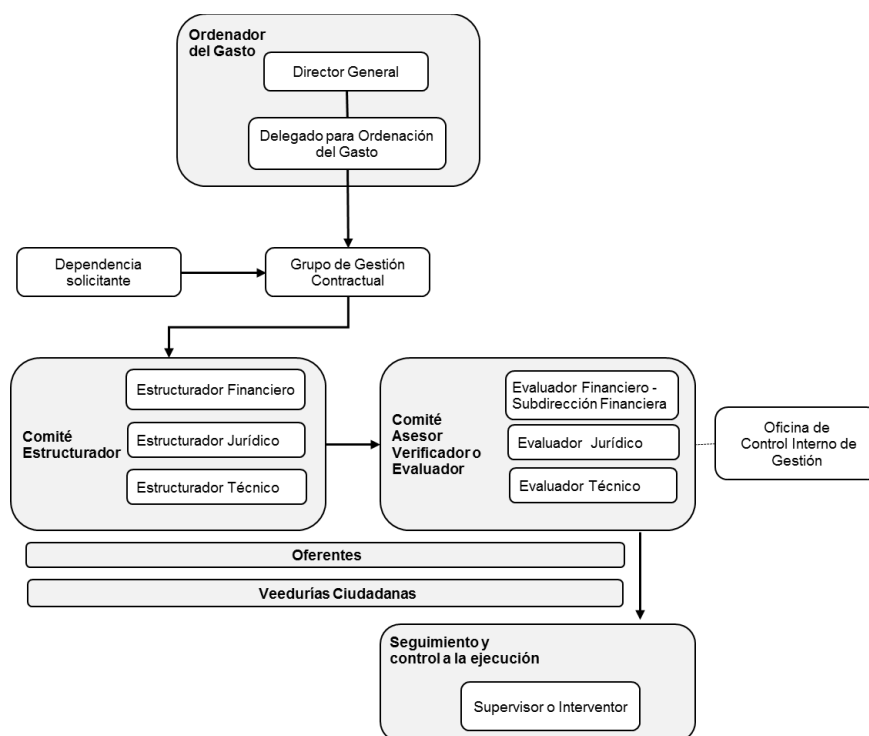 Ordenador
del Gasto
Director General
Delegado para Ordenación
del Gasto
Dependencia
solicitante
Grupo de Gestión
Contractual
Comité
Estructurador
Estructurador Financiero
Estructurador Jurídico
Estructurador Técnico
Comité
Asesor
Verificador o
Evaluador
Evaluador Financiero -
Subdirección Financiera
Evaluador Jurídico
Evaluador Técnico
Oficina de
Control Interno de
Gestión
Oferentes
Veedurías Ciudadanas
Seguimiento y
control a la ejecución
Supervisor o Interventor